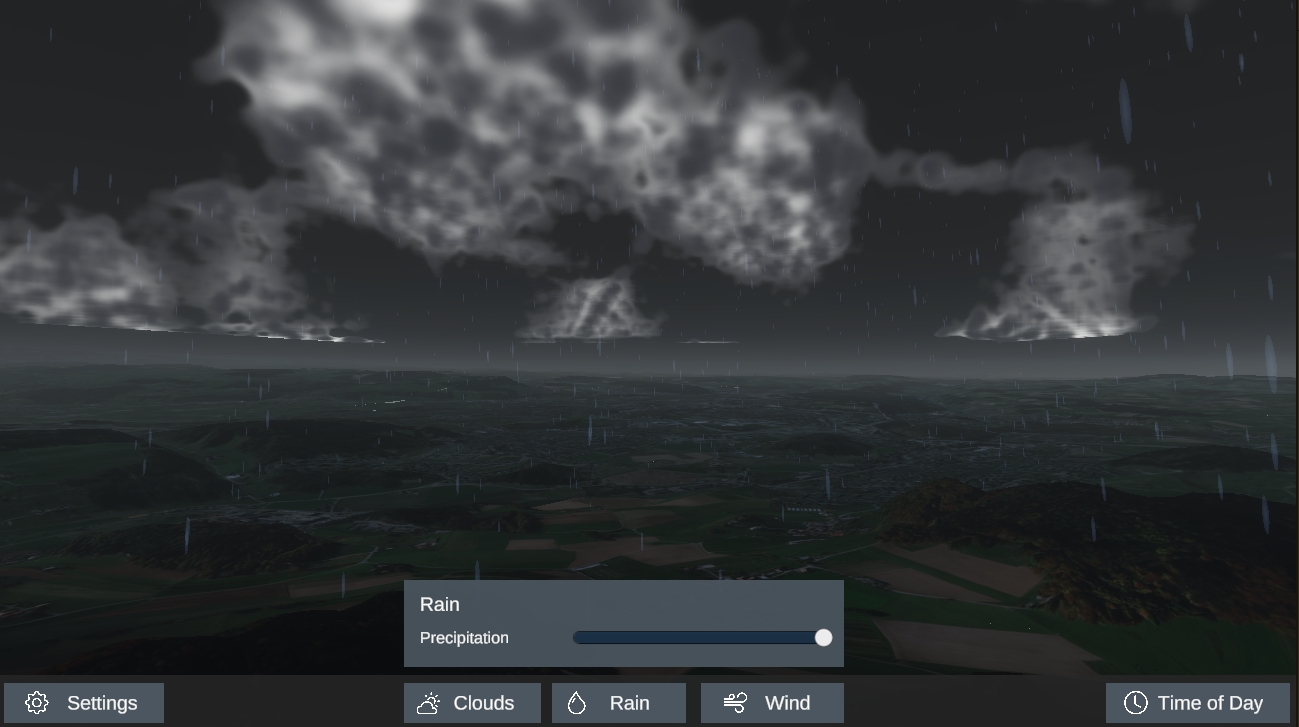 Rain
Precipitation
Settings
Clouds
Rain
Wind
Time of Day